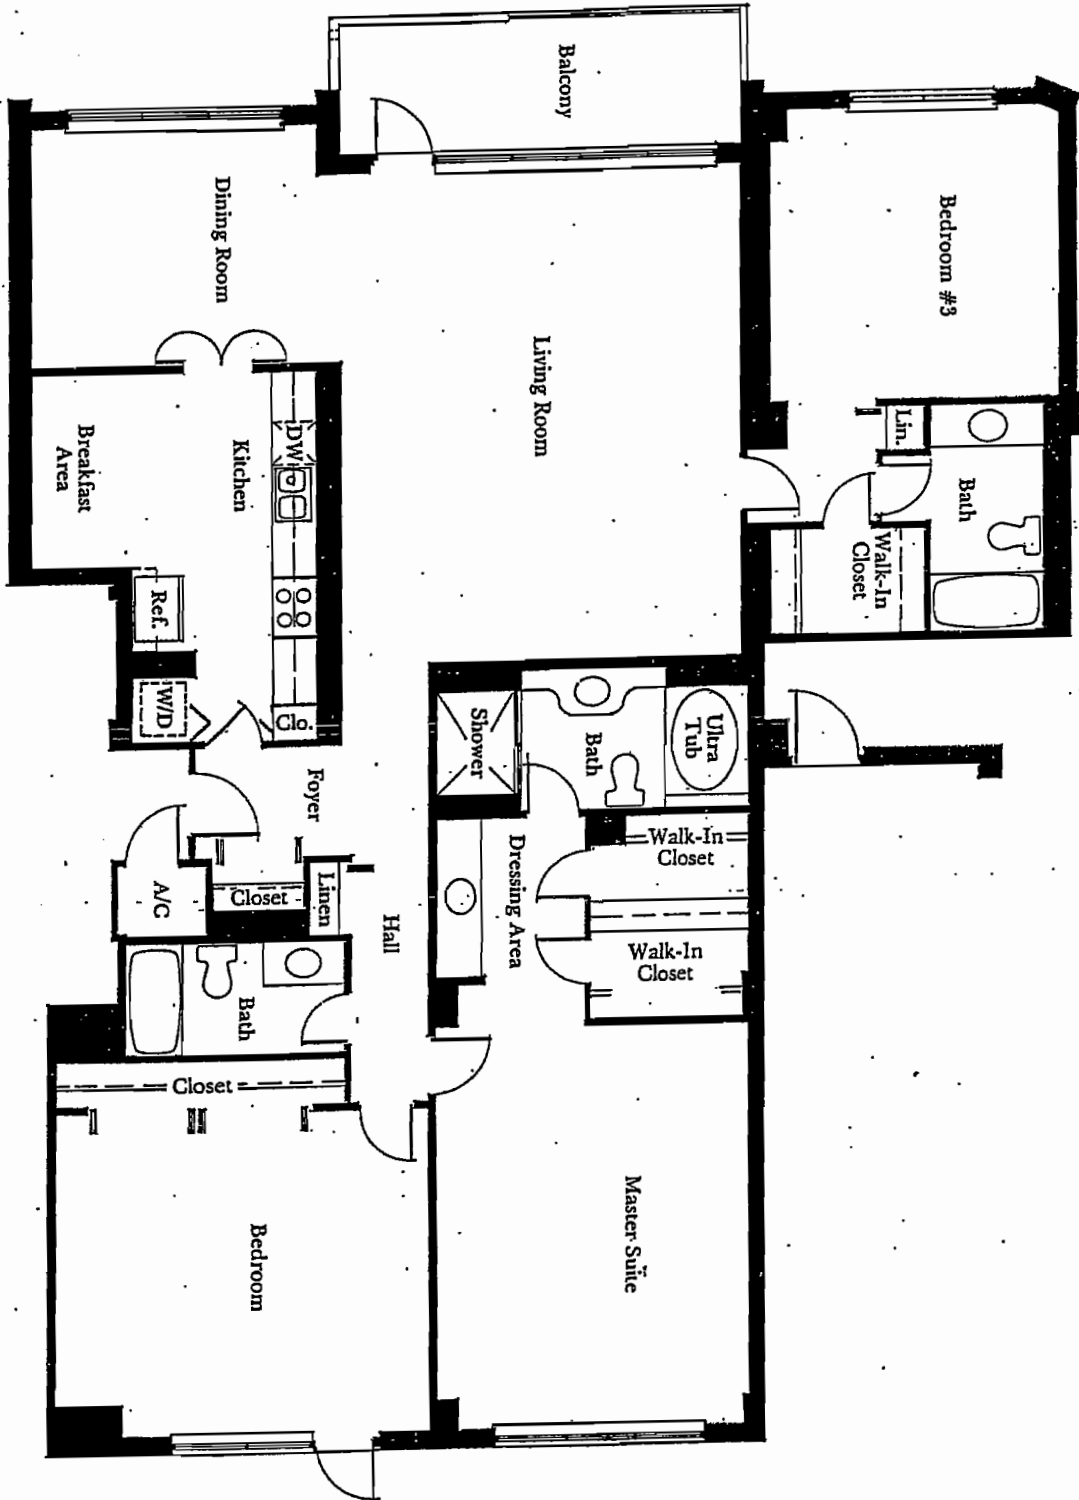 Balcony
Dining Room
Bedroom #3
Living Room
Breakfast
Area
Kitchen
DW
Lin.
Bath
Walk-In
Closet
Ref.
W/D
Clo.
Shower
Bath
Ultra
Tub
Foyer
Walk-In
Closet
Dressing Area
A/C
Closet
Linen
Hall
Walk-In
Closet
Bath
Closet
Master Suite
Bedroom